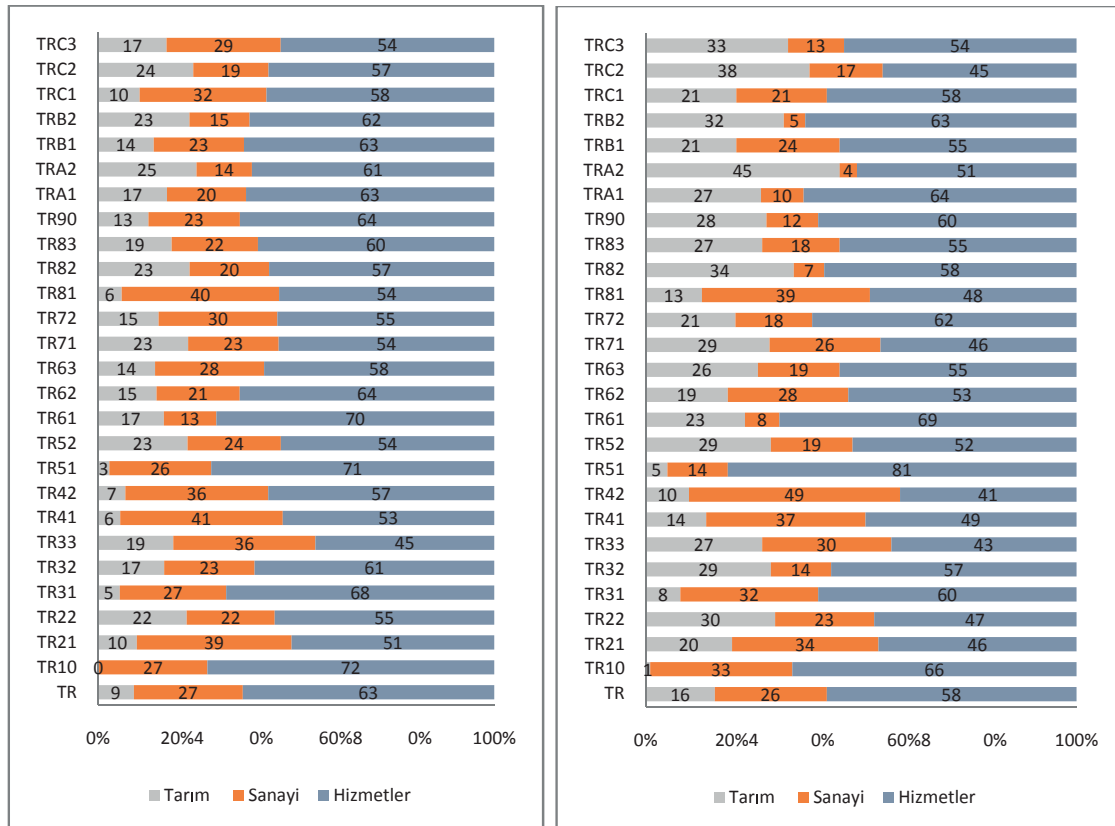 TRC3 17 29 54
TRC2 24 19 57
TRC1 10 32 58
TRB2 23 15 62
TRB1 14 23 63
TRA2 25 14 61
TRA1 17 20 63
TR90 13 23 64
TR83 19 22 60
TR82 23 20 57
TR81 6 40 54
TR72 15 30 55
TR71 23 23 54
TR63 14 28 58
TR62 15 21 64
TR61 17 13 70
TR52 23 24 54
TR51 3 26 71
TR42 7 36 57
TR41 6 41 53
TR33 19 36 45
TR32 17 23 61
TR31 5 27 68
TR22 22 22 55
TR21 10 39 51
TR10 0 27 72
TR 9 27 63
0% 20%4 0% 60%8 0% 100%
Tarım Sanayi Hizmetler
TRC3 33 13 54
TRC2 38 17 45
TRC1 21 21 58
TRB2 32 5 63
TRB1 21 24 55
TRA2 45 4 51
TRA1 27 10 64
TR90 28 12 60
TR83 27 18 55
TR82 34 7 58
TR81 13 39 48
TR72 21 18 62
TR71 29 26 46
TR63 26 19 55
TR62 19 28 53
TR61 23 8 69
TR52 29 19 52
TR51 5 14 81
TR42 10 49 41
TR41 14 37 49
TR33 27 30 43
TR32 29 14 57
TR31 8 32 60
TR22 30 23 47
TR21 20 34 46
TR10 1 33 66
TR 16 26 58
0% 20%4 0% 60%8 0% 100%
Tarım Sanayi Hizmetler